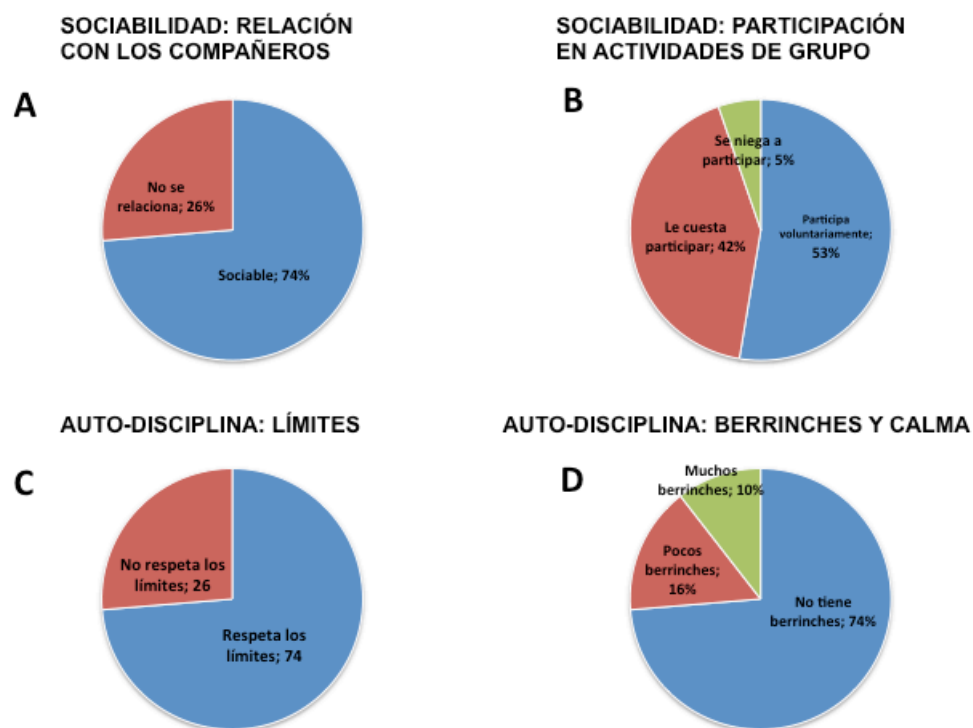 SOCIABILIDAD: RELACIÓN
CON LOS COMPAÑEROS
A
No se
relaciona; 26%
Sociable; 74%
SOCIABILIDAD: PARTICIPACIÓN
EN ACTIVIDADES DE GRUPO
B
Se niega a
participar; 5%
Le cuesta
participar; 42%
Participa
voluntariamente;
53%
AUTO-DISCIPLINA: LÍMITES
C
No respeta los
límites; 26
Respeta los
límites; 74
AUTO-DISCIPLINA: BERRINCHES Y CALMA
D
Muchos
berrinches; 10%
Pocos
berrinches;
16%
No tiene
berrinches; 74%